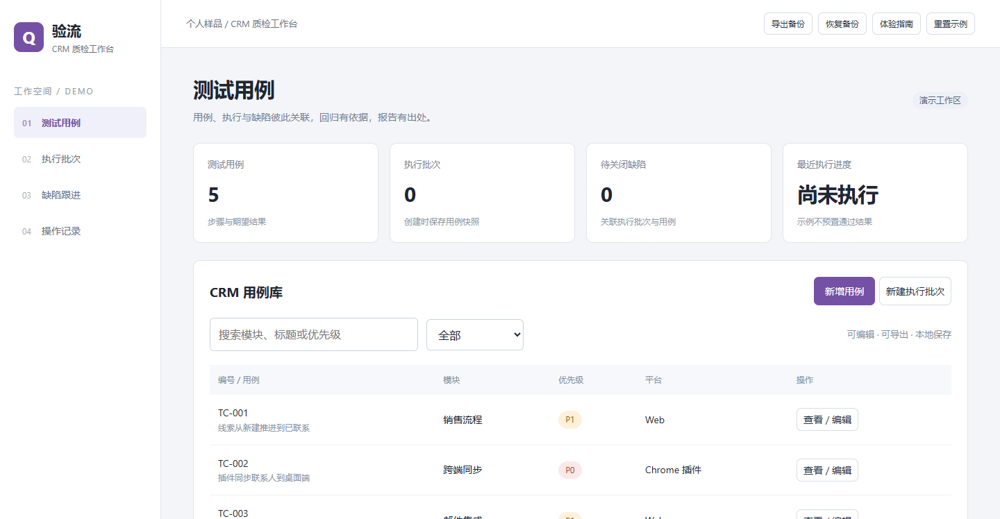 Q
验流
CRM 质检工作台
工作空间 / DEMO
01 测试用例
02 执行批次
03 缺陷跟进
04 操作记录
个人样品 / CRM 质检工作台
导出备份 恢复备份 体验指南 重置示例
测试用例
用例、执行与缺陷彼此关联，回归有依据，报告有出处。
演示工作区
测试用例
5
步骤与期望结果
执行批次
0
创建时保存用例快照
待关闭缺陷
0
关联执行批次与用例
最近执行进度
尚未执行
示例不预置通过结果
CRM 用例库
新增用例 新建执行批次
搜索模块、标题或优先级 全部 可编辑 · 可导出 · 本地保存
编号 / 用例 模块 优先级 平台 操作
TC-001
线索从新建推进到已联系
销售流程 P1 Web 查看 / 编辑
TC-002
插件同步联系人到桌面端
跨端同步 P0 Chrome 插件 查看 / 编辑
TC-003